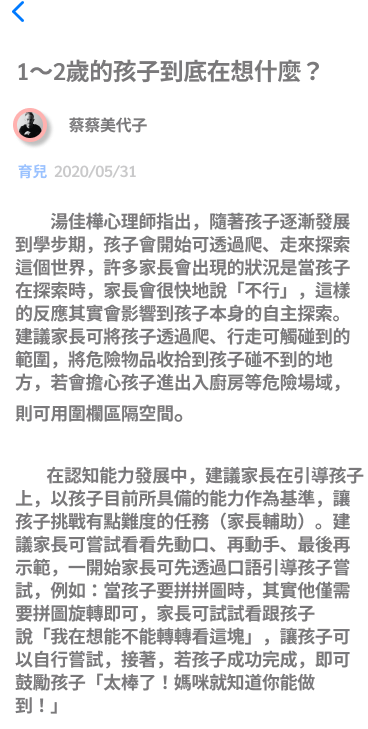 1～2歲的孩子到底在想什麼？
蔡蔡美代子
育兒 2020/05/31
湯佳樺心理師指出，隨著孩子逐漸發展
到學步期，孩子會開始可透過爬、走來探索
這個世界，許多家長會出現的狀況是當孩子
在探索時，家長會很快地說「不行」，這樣
的反應其實會影響到孩子本身的自主探索。
建議家長可將孩子透過爬、行走可觸碰到的
範圍，將危險物品收拾到孩子碰不到的地
方，若會擔心孩子進出入廚房等危險場域，
則可用圍欄區隔空間。
在認知能力發展中，建議家長在引導孩子
上，以孩子目前所具備的能力作為基準，讓
孩子挑戰有點難度的任務（家長輔助）。建
議家長可嘗試看看先動口、再動手、最後再
示範，一開始家長可先透過口語引導孩子嘗
試，例如：當孩子要拼拼圖時，其實他僅需
要拼圖旋轉即可，家長可試試看跟孩子
說「我在想能不能轉轉看這塊」，讓孩子可
以自行嘗試，接著，若孩子成功完成，即可
鼓勵孩子「太棒了！媽咪就知道你能做
到！」